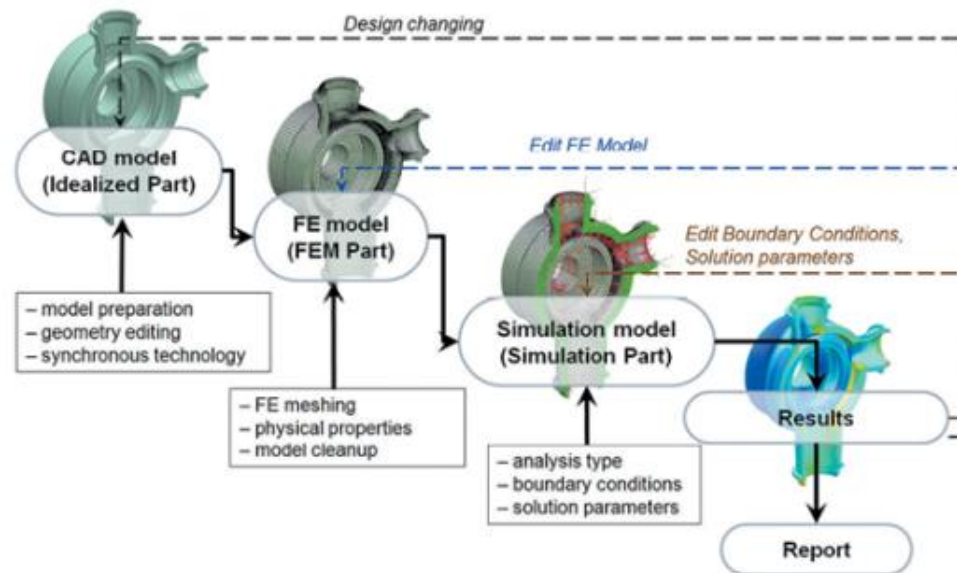 Design changing
CAD model
(Idealized Part)
Edit FE Model
FE model
(FEM Part)
Edit Boundary Conditions,
Solution parameters
– model preparation
– geometry editing
– synchronous technology
Simulation model
(Simulation Part)
– FE meshing
– physical properties
– model cleanup
Results
– analysis type
– boundary conditions
– solution parameters
Report